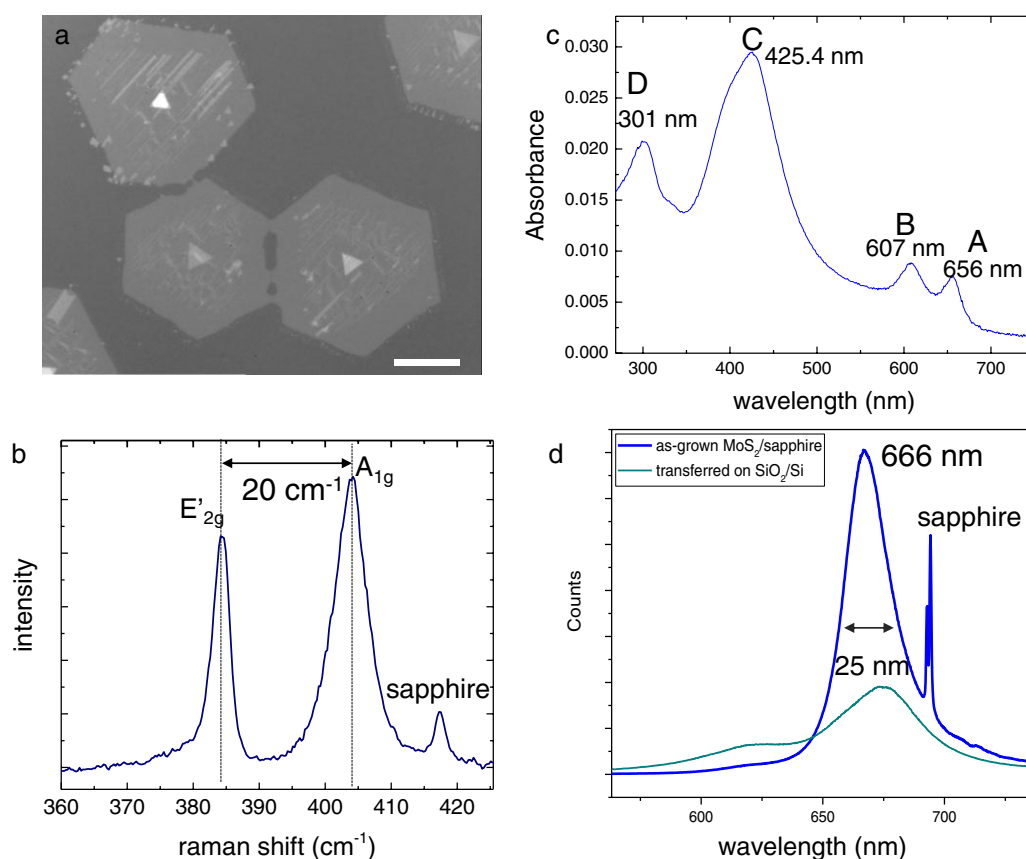 a
c
0.030
0.025
0.020
0.015
0.010
0.005
0.000
Absorbance
D
301 nm
C
425.4 nm
B
607 nm
A
656 nm
300
400
500
600
700
wavelength (nm)
b
E'2g
20 cm-1
A1g
sapphire
intensity
360
370
380
390
400
410
420
raman shift (cm-1)
d
as-grown MoS2/sapphire
transferred on SiO2/Si
666 nm
sapphire
25 nm
Counts
600
650
700
wavelength (nm)